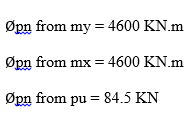 Øpn from my = 4600 KN.m
Øpn from mx = 4600 KN.m
Øpn from pu = 84.5 KN